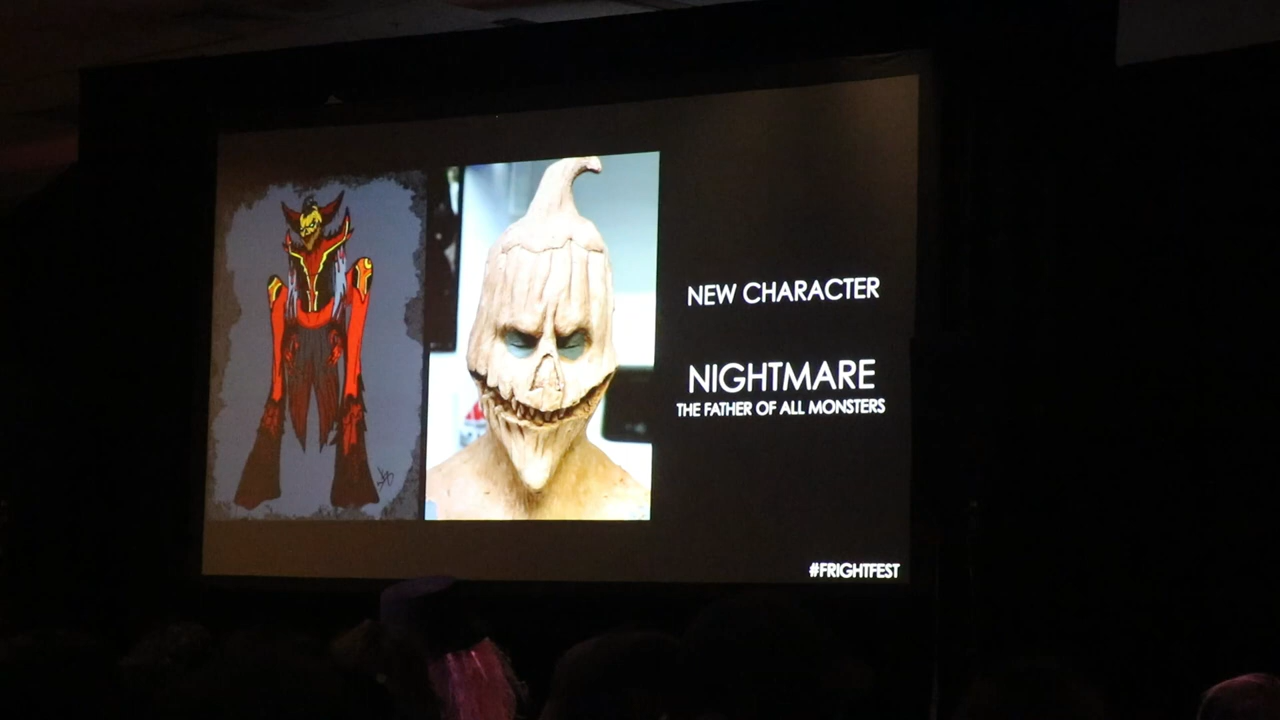 NEW CHARACTER
NIGHTMARE
THE FATHER OF ALL MONSTERS
#FRIGHTFEST